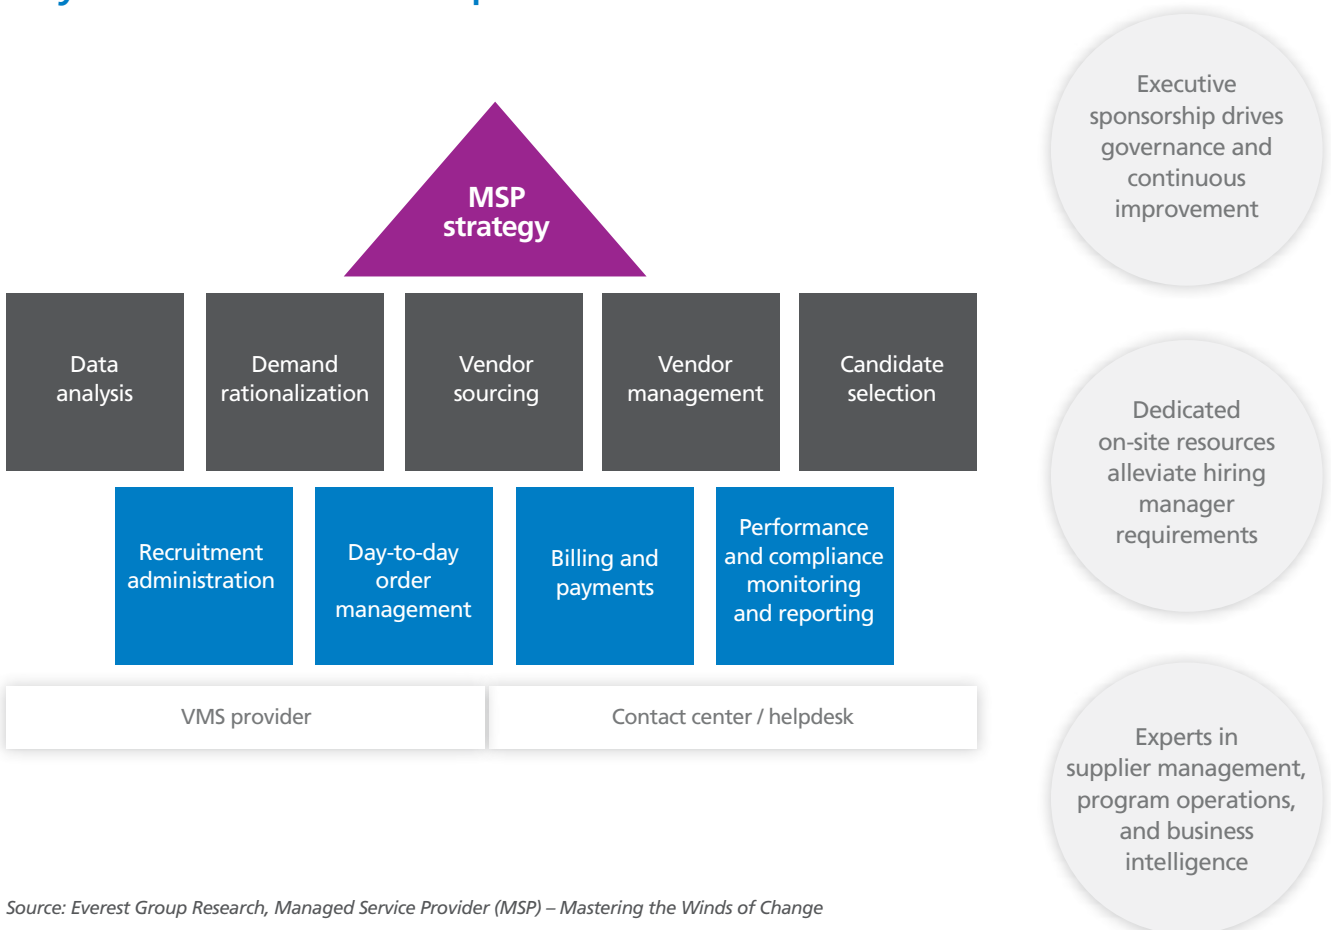 MSP
strategy
Data
analysis
Demand
rationalization
Vendor
sourcing
Vendor
management
Candidate
selection
Recruitment
administration
Day-to-day
order
management
Billing and
payments
Performance
and compliance
monitoring
and reporting
VMS provider
Contact center / helpdesk
Executive
sponsorship drives
governance and
continuous
improvement
Dedicated
on-site resources
alleviate hiring
manager
requirements
Experts in
supplier management,
program operations,
and business
intelligence
Source: Everest Group Research, Managed Service Provider (MSP) – Mastering the Winds of Change